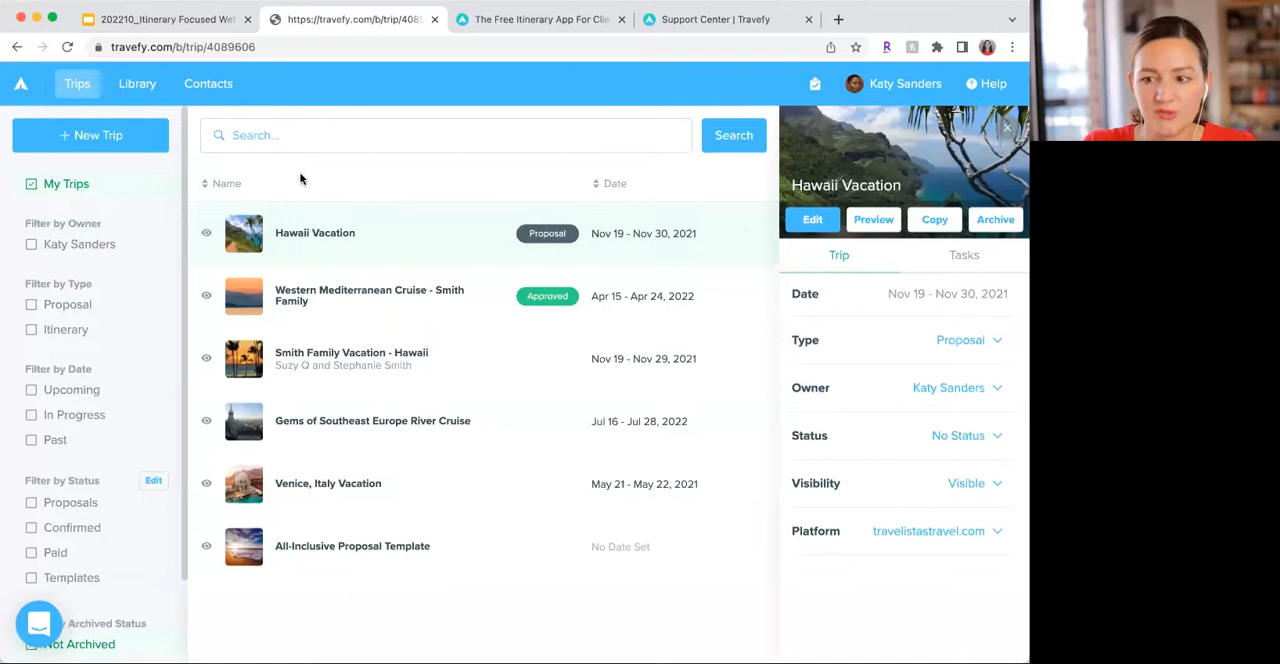 202210_Itinerary Focused Wel
https://travefy.com/b/trip/408
The Free Itinerary App For Clie
Support Center | Travefy
travefy.com/b/trip/4089606
Trips
Library
Contacts
Katy Sanders
Help
+ New Trip
Search...
Search
My Trips
Filter by Owner
Katy Sanders
Filter by Type
Proposal
Itinerary
Filter by Date
Upcoming
In Progress
Past
Filter by Status
Edit
Proposals
Confirmed
Paid
Templates
Archived Status
Not Archived
Name
Date
Hawaii Vacation
Proposal
Nov 19 - Nov 30, 2021
Western Mediterranean Cruise - Smith
Family
Approved
Apr 15 - Apr 24, 2022
Smith Family Vacation - Hawaii
Suzy Q and Stephanie Smith
Nov 19 - Nov 29, 2021
Gems of Southeast Europe River Cruise
Jul 16 - Jul 28, 2022
Venice, Italy Vacation
May 21 - May 22, 2021
All-Inclusive Proposal Template
No Date Set
Hawaii Vacation
Edit
Preview
Copy
Archive
Trip
Tasks
Date
Nov 19 - Nov 30, 2021
Type
Proposal
Owner
Katy Sanders
Status
No Status
Visibility
Visible
Platform
travelistastravel.com